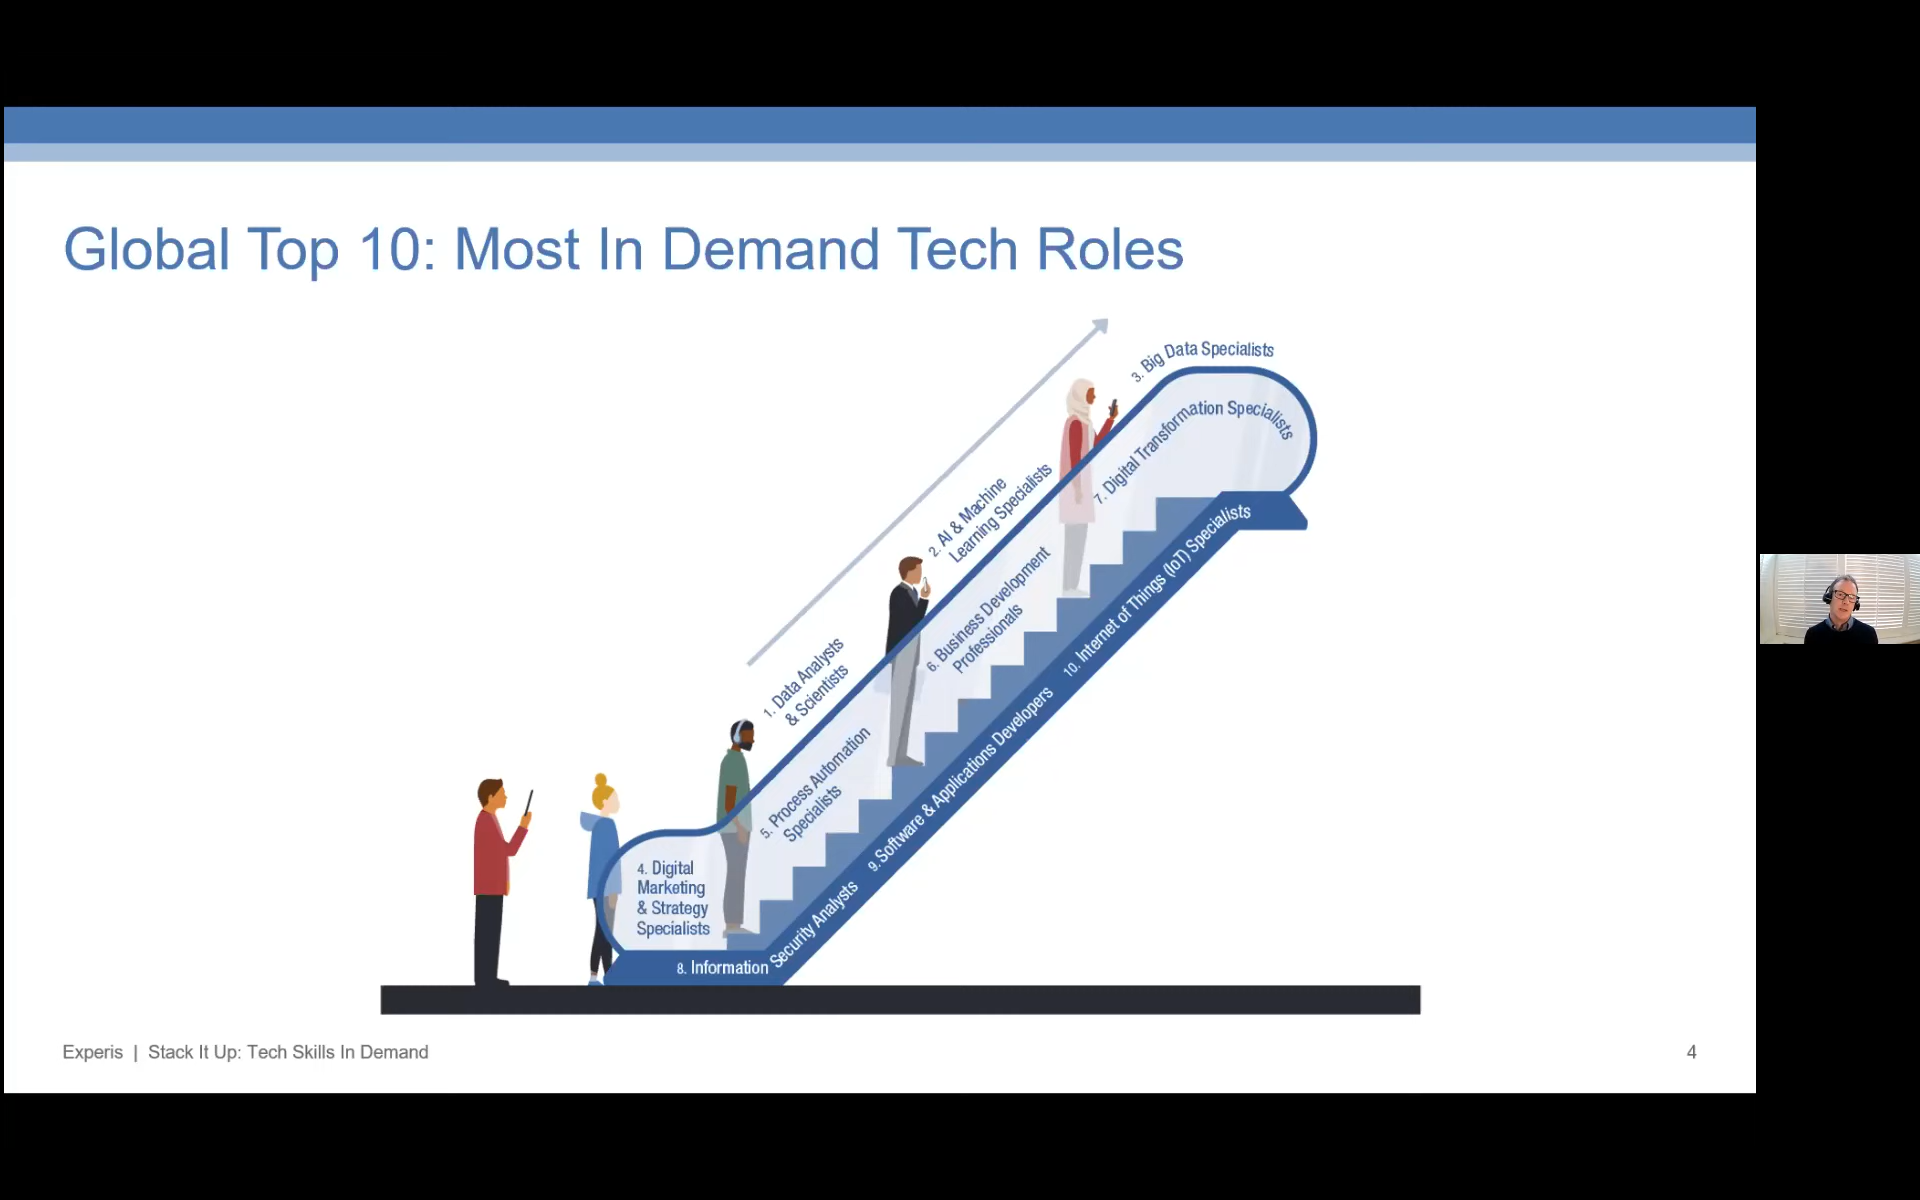 Global Top 10: Most In Demand Tech Roles
1. Data Analysts
& Scientists
2. AI & Machine
Learning Specialists
3. Big Data Specialists
4. Digital
Marketing
& Strategy
Specialists
5. Process Automation
Specialists
6. Business Development
Professionals
7. Digital Transformation Specialists
8. Information Security Analysts
9. Software & Applications Developers
10. Internet of Things (IoT) Specialists
Experis | Stack It Up: Tech Skills In Demand
4